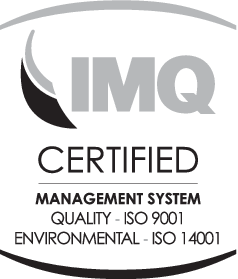 IMQ
CERTIFIED
MANAGEMENT SYSTEM
QUALITY - ISO 9001
ENVIRONMENTAL - ISO 14001